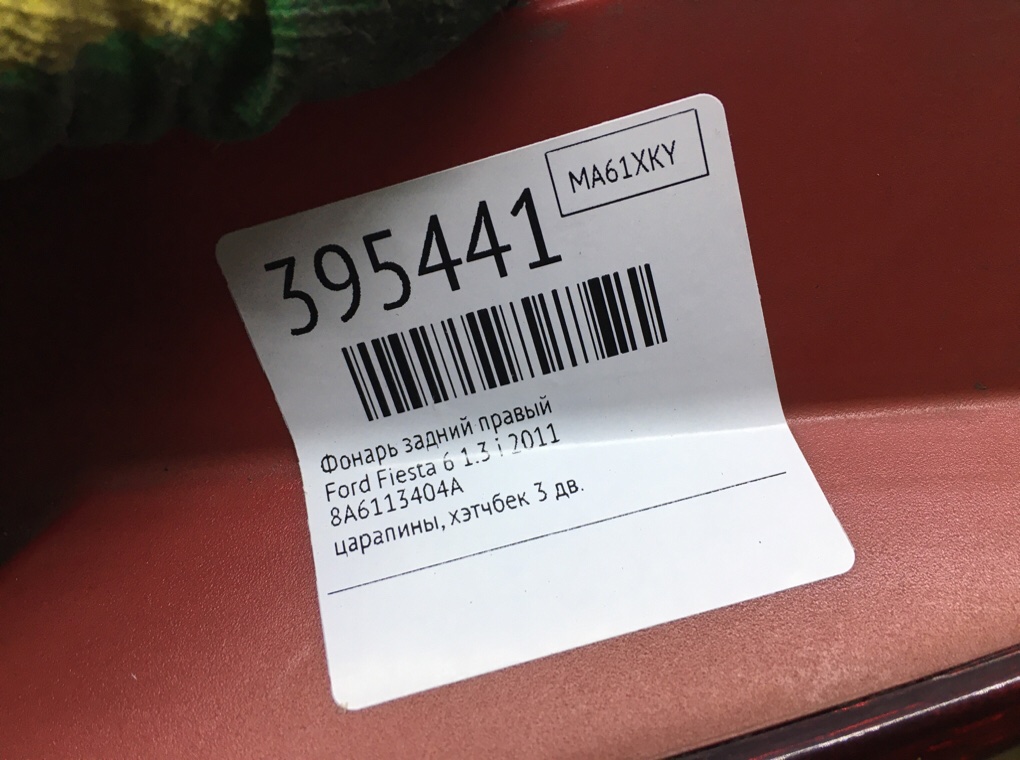 MA61XKY
395441
Фонарь задний правый
Ford Fiesta 6 1.3 i 2011
8A6113404A
царапины, хэтчбек 3 дв.